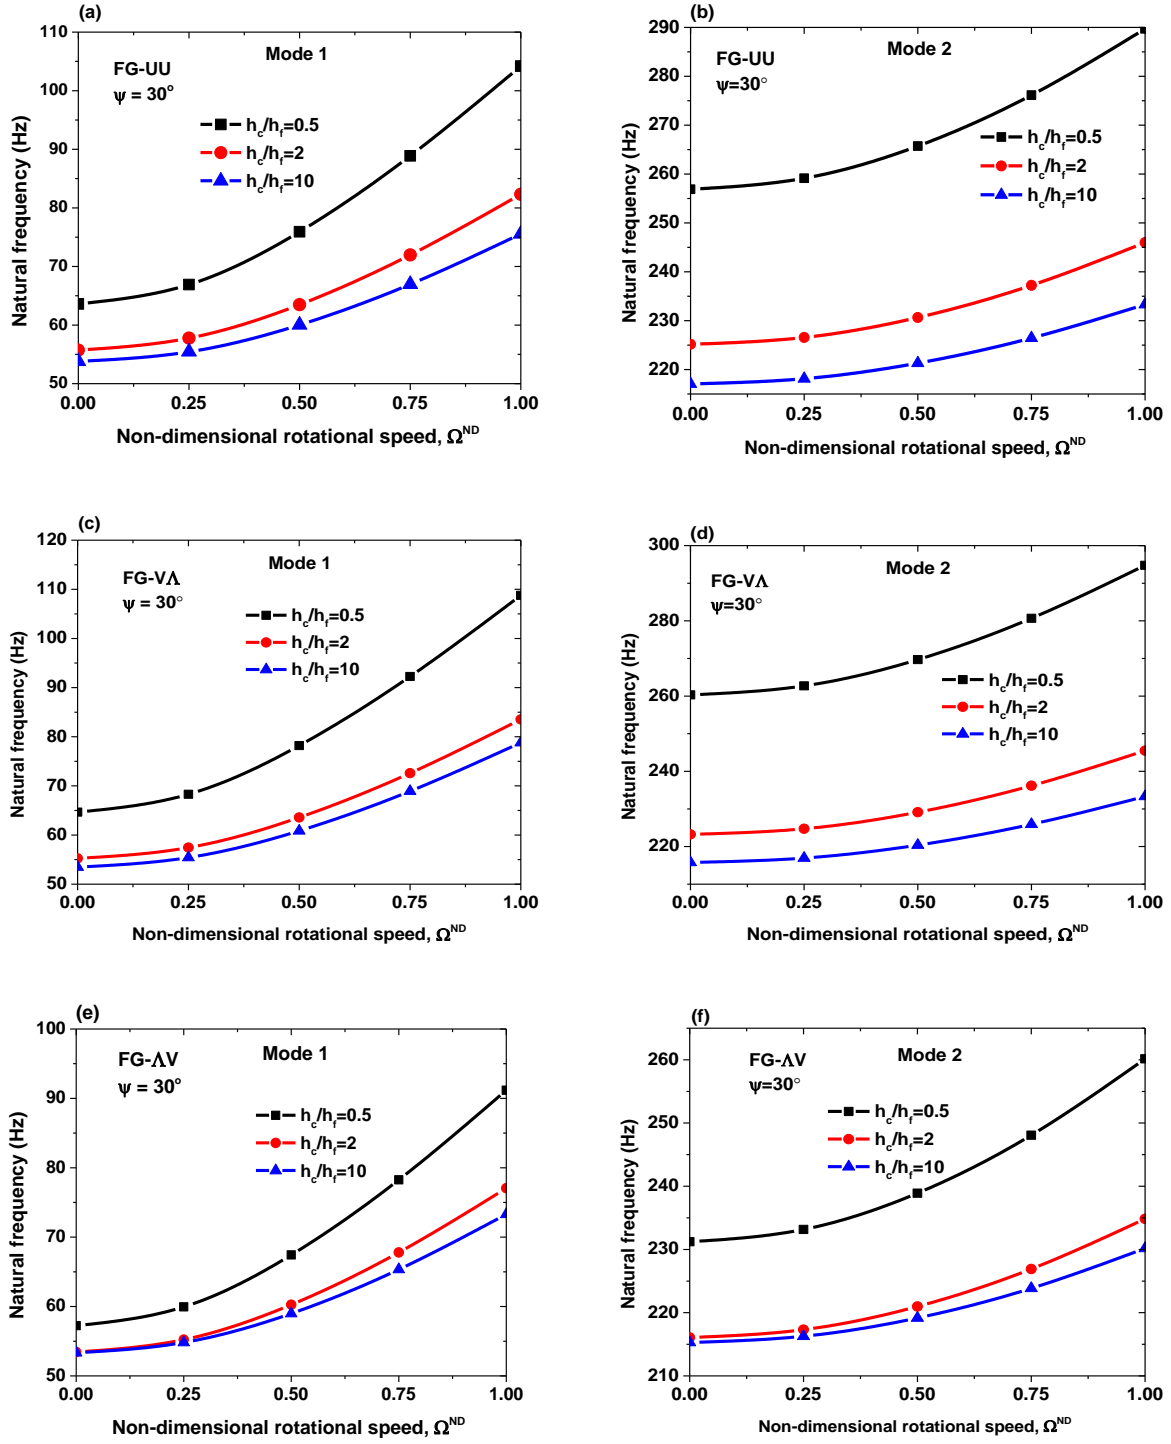 (a)
Mode 1
FG-UU
ψ = 30°
h_c/h_f=0.5
h_c/h_f=2
h_c/h_f=10
110
100
90
80
70
60
50
Natural frequency (Hz)
0.00 0.25 0.50 0.75 1.00
Non-dimensional rotational speed, Ω^ND
(b)
Mode 2
FG-UU
ψ=30°
h_c/h_f=0.5
h_c/h_f=2
h_c/h_f=10
290
280
270
260
250
240
230
220
Natural frequency (Hz)
0.00 0.25 0.50 0.75 1.00
Non-dimensional rotational speed, Ω^ND
(c)
Mode 1
FG-VΛ
ψ = 30°
h_c/h_f=0.5
h_c/h_f=2
h_c/h_f=10
120
110
100
90
80
70
60
50
Natural frequency (Hz)
0.00 0.25 0.50 0.75 1.00
Non-dimensional rotational speed, Ω^ND
(d)
Mode 2
FG-VΛ
ψ=30°
h_c/h_f=0.5
h_c/h_f=2
h_c/h_f=10
300
280
260
240
220
Natural frequency (Hz)
0.00 0.25 0.50 0.75 1.00
Non-dimensional rotational speed, Ω^ND
(e)
Mode 1
FG-ΛV
ψ = 30°
h_c/h_f=0.5
h_c/h_f=2
h_c/h_f=10
100
90
80
70
60
50
Natural frequency (Hz)
0.00 0.25 0.50 0.75 1.00
Non-dimensional rotational speed, Ω^ND
(f)
Mode 2
FG-ΛV
ψ=30°
h_c/h_f=0.5
h_c/h_f=2
h_c/h_f=10
260
250
240
230
220
210
Natural frequency (Hz)
0.00 0.25 0.50 0.75 1.00
Non-dimensional rotational speed, Ω^ND